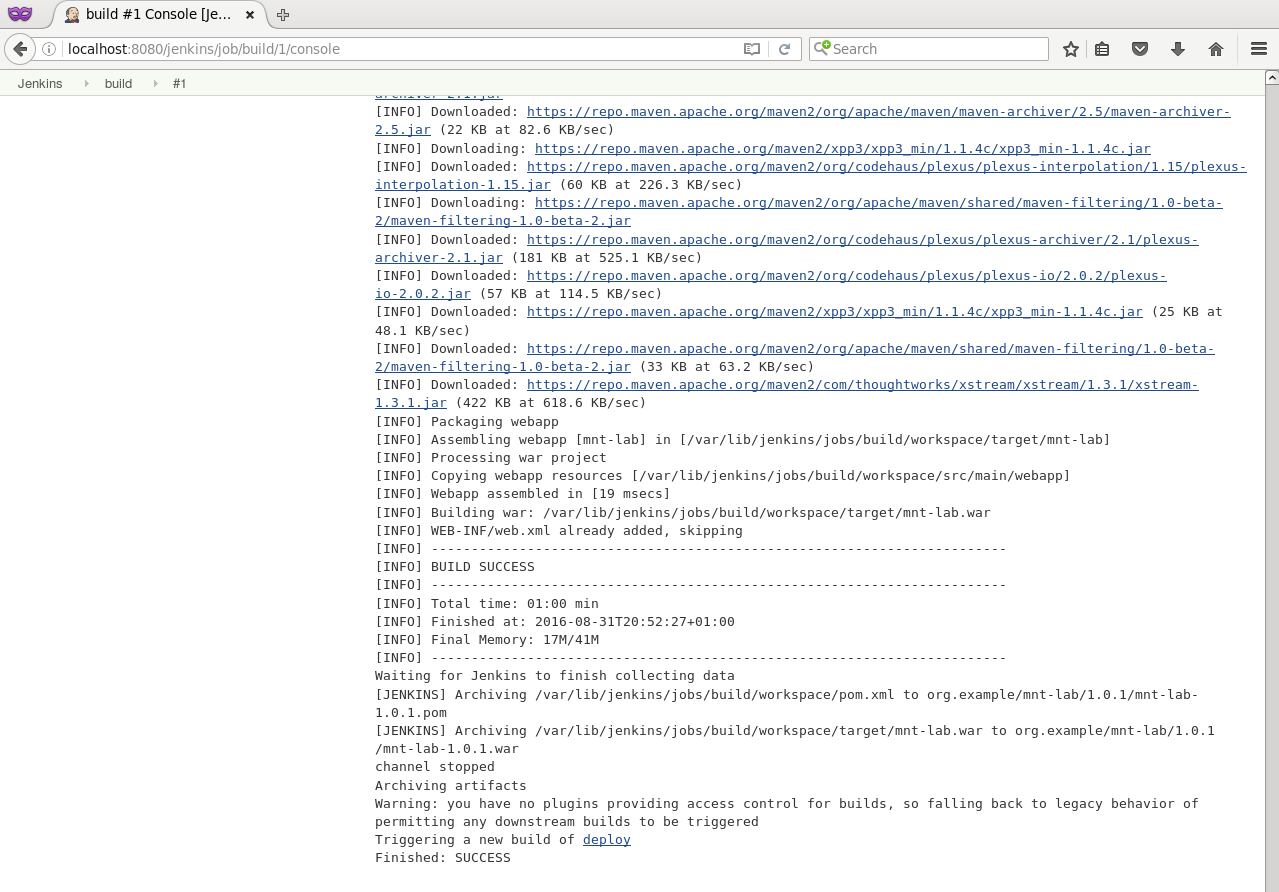 build #1 Console [Je...
localhost:8080/jenkins/job/build/1/console
Search
Jenkins build #1
archiver-2.1.jar
[INFO] Downloaded: https://repo.maven.apache.org/maven2/org/apache/maven/maven-archiver/2.5/maven-archiver-
2.5.jar (22 KB at 82.6 KB/sec)
[INFO] Downloading: https://repo.maven.apache.org/maven2/xpp3/xpp3_min/1.1.4c/xpp3_min-1.1.4c.jar
[INFO] Downloaded: https://repo.maven.apache.org/maven2/org/codehaus/plexus/plexus-interpolation/1.15/plexus-
interpolation-1.15.jar (60 KB at 226.3 KB/sec)
[INFO] Downloading: https://repo.maven.apache.org/maven2/org/apache/maven/shared/maven-filtering/1.0-beta-
2/maven-filtering-1.0-beta-2.jar
[INFO] Downloaded: https://repo.maven.apache.org/maven2/org/codehaus/plexus/plexus-archiver/2.1/plexus-
archiver-2.1.jar (181 KB at 525.1 KB/sec)
[INFO] Downloaded: https://repo.maven.apache.org/maven2/org/codehaus/plexus/plexus-io/2.0.2/plexus-
io-2.0.2.jar (57 KB at 114.5 KB/sec)
[INFO] Downloaded: https://repo.maven.apache.org/maven2/xpp3/xpp3_min/1.1.4c/xpp3_min-1.1.4c.jar (25 KB at
48.1 KB/sec)
[INFO] Downloaded: https://repo.maven.apache.org/maven2/org/apache/maven/shared/maven-filtering/1.0-beta-
2/maven-filtering-1.0-beta-2.jar (33 KB at 63.2 KB/sec)
[INFO] Downloaded: https://repo.maven.apache.org/maven2/com/thoughtworks/xstream/xstream/1.3.1/xstream-
1.3.1.jar (422 KB at 618.6 KB/sec)
[INFO] Packaging webapp
[INFO] Assembling webapp [mnt-lab] in [/var/lib/jenkins/jobs/build/workspace/target/mnt-lab]
[INFO] Processing war project
[INFO] Copying webapp resources [/var/lib/jenkins/jobs/build/workspace/src/main/webapp]
[INFO] Webapp assembled in [19 msecs]
[INFO] Building war: /var/lib/jenkins/jobs/build/workspace/target/mnt-lab.war
[INFO] WEB-INF/web.xml already added, skipping
[INFO] ------------------------------------------------------------------------
[INFO] BUILD SUCCESS
[INFO] ------------------------------------------------------------------------
[INFO] Total time: 01:00 min
[INFO] Finished at: 2016-08-31T20:52:27+01:00
[INFO] Final Memory: 17M/41M
[INFO] ------------------------------------------------------------------------
Waiting for Jenkins to finish collecting data
[JENKINS] Archiving /var/lib/jenkins/jobs/build/workspace/pom.xml to org.example/mnt-lab/1.0.1/mnt-lab-
1.0.1.pom
[JENKINS] Archiving /var/lib/jenkins/jobs/build/workspace/target/mnt-lab.war to org.example/mnt-lab/1.0.1
/mnt-lab-1.0.1.war
channel stopped
Archiving artifacts
Warning: you have no plugins providing access control for builds, so falling back to legacy behavior of
permitting any downstream builds to be triggered
Triggering a new build of deploy
Finished: SUCCESS